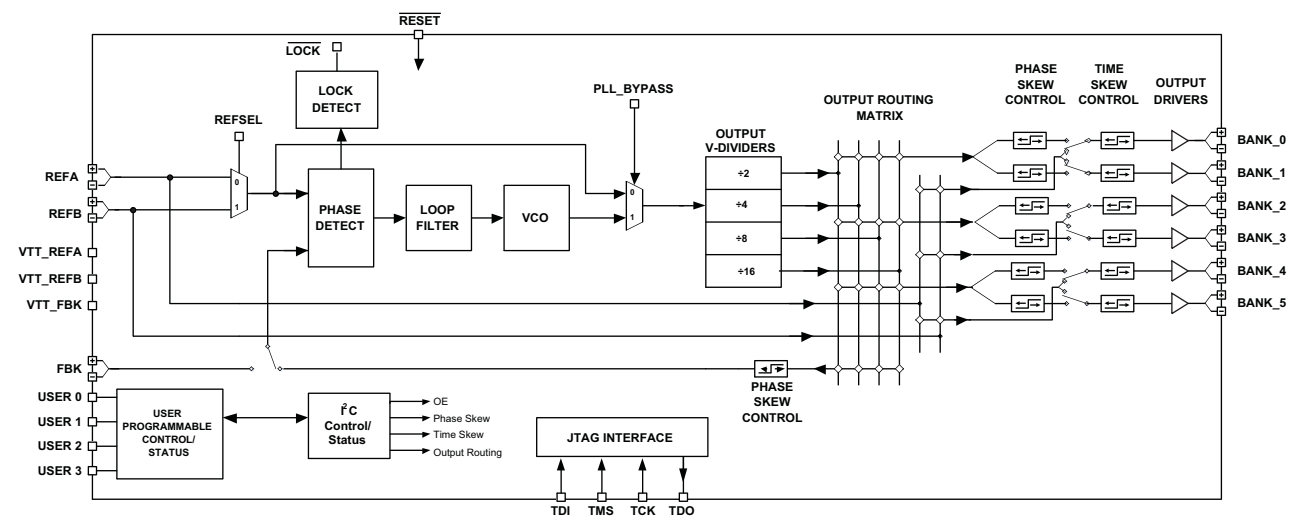 RESET
LOCK
LOCK
DETECT
PLL_BYPASS
REFSEL
OUTPUT
V-DIVIDERS
OUTPUT ROUTING
MATRIX
PHASE
SKEW
CONTROL
TIME
SKEW
CONTROL
OUTPUT
DRIVERS
+
−
REFA
+
−
REFB
VTT_REFA
VTT_REFB
VTT_FBK
+
−
FBK
0
1
PHASE
DETECT
LOOP
FILTER
VCO
0
1
÷2
÷4
÷8
÷16
+
−
BANK_0
+
−
BANK_1
+
−
BANK_2
+
−
BANK_3
+
−
BANK_4
+
−
BANK_5
PHASE
SKEW
CONTROL
USER 0
USER 1
USER 2
USER 3
USER
PROGRAMMABLE
CONTROL/
STATUS
I²C
Control/
Status
OE
Phase Skew
Time Skew
Output Routing
JTAG INTERFACE
TDI
TMS
TCK
TDO